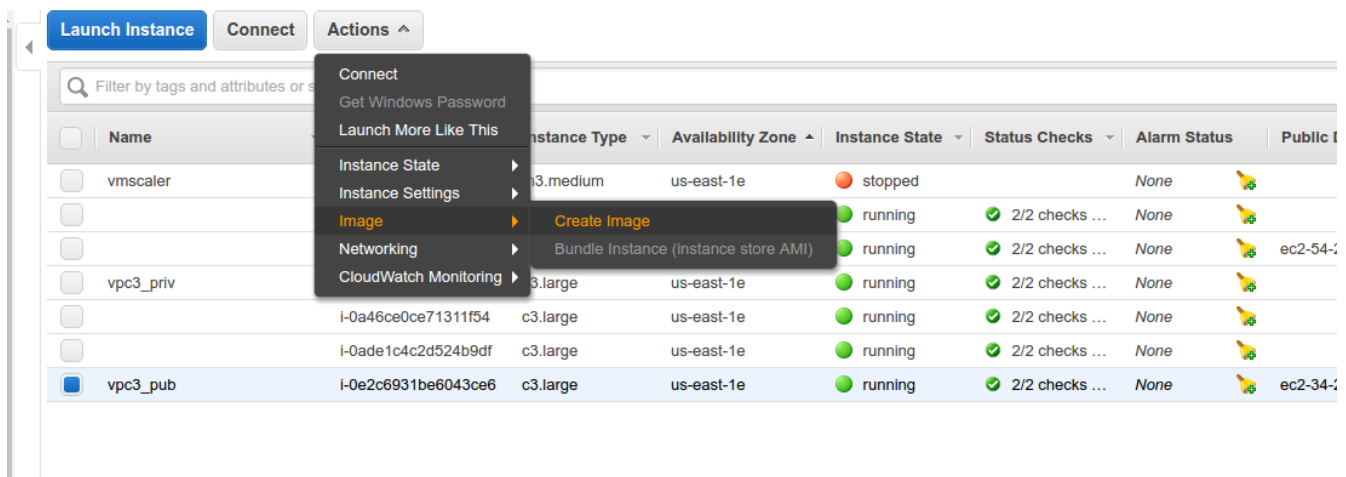 Launch Instance Connect Actions
Connect
Filter by tags and attributes or s
Get Windows Password
Launch More Like This
Name nstance Type Availability Zone Instance State Status Checks Alarm Status Public
Instance State
vmscaler 3.medium us-east-1e stopped None
Instance Settings
Image Create Image running 2/2 checks … None
Networking Bundle Instance (instance store AMI) running 2/2 checks … None ec2-54-2
CloudWatch Monitoring
vpc3_priv 3.large us-east-1e running 2/2 checks … None
i-0a46ce0ce71311f54 c3.large us-east-1e running 2/2 checks … None
i-0ade1c4c2d524b9df c3.large us-east-1e running 2/2 checks … None
vpc3_pub i-0e2c6931be6043ce6 c3.large us-east-1e running 2/2 checks … None ec2-34-2